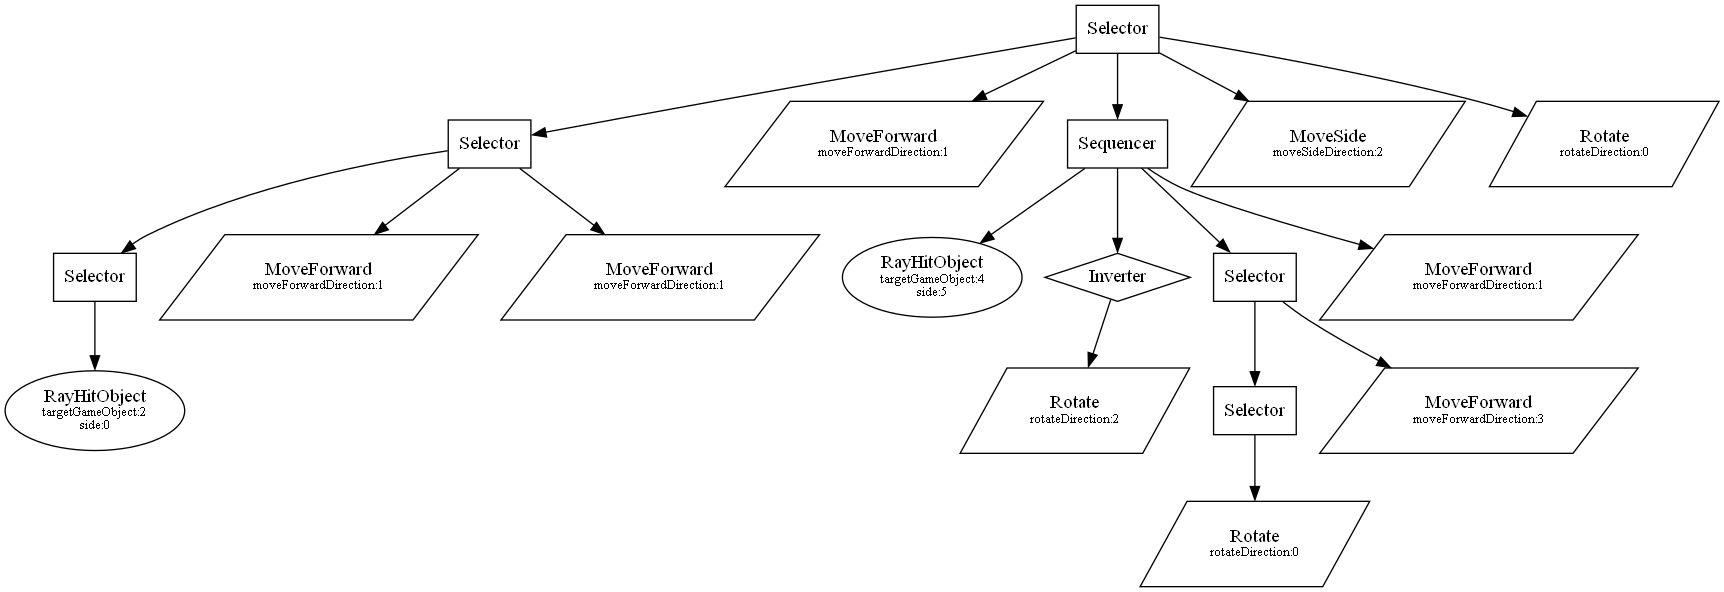 Selector
Selector
MoveForward
moveForwardDirection:1
Sequencer
MoveSide
moveSideDirection:2
Rotate
rotateDirection:0
Selector
MoveForward
moveForwardDirection:1
MoveForward
moveForwardDirection:1
RayHitObject
targetGameObject:4
side:5
Inverter
Selector
MoveForward
moveForwardDirection:1
RayHitObject
targetGameObject:2
side:0
Rotate
rotateDirection:2
Selector
MoveForward
moveForwardDirection:3
Rotate
rotateDirection:0